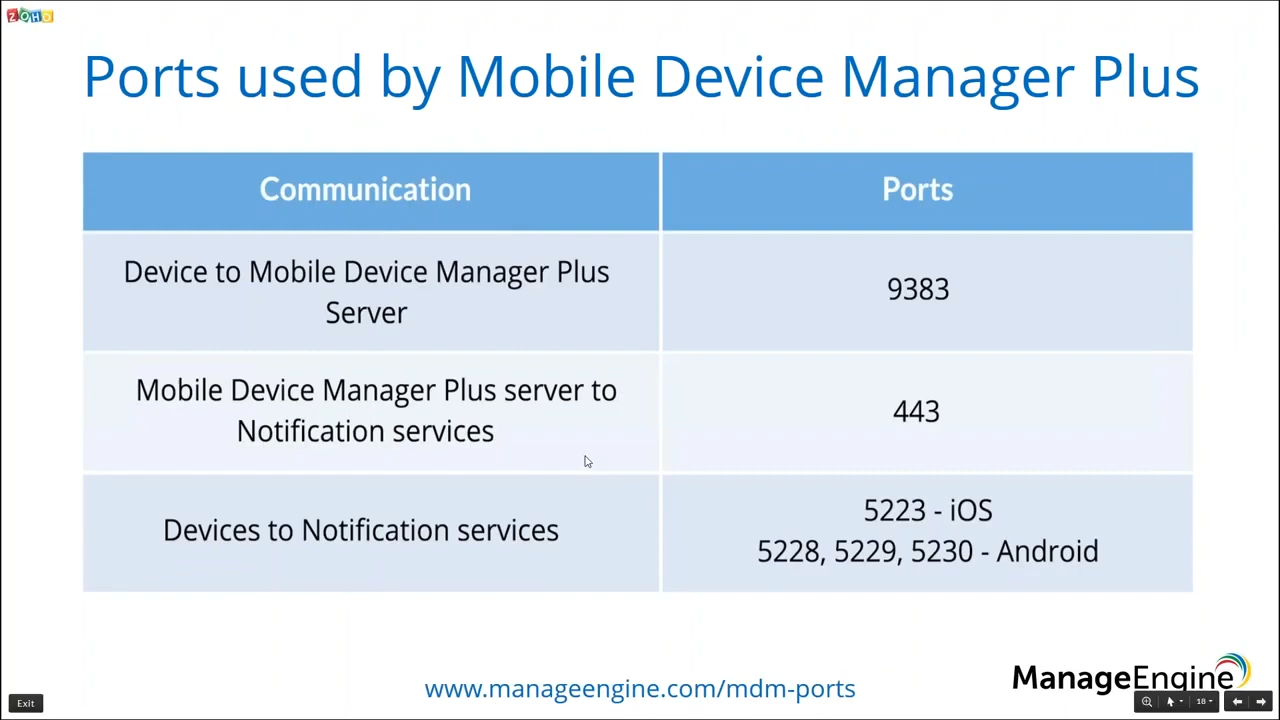 ZOHO
Ports used by Mobile Device Manager Plus
Communication
Ports
Device to Mobile Device Manager Plus
Server
9383
Mobile Device Manager Plus server to
Notification services
443
Devices to Notification services
5223 - iOS
5228, 5229, 5230 - Android
www.manageengine.com/mdm-ports
ManageEngine
Exit
18